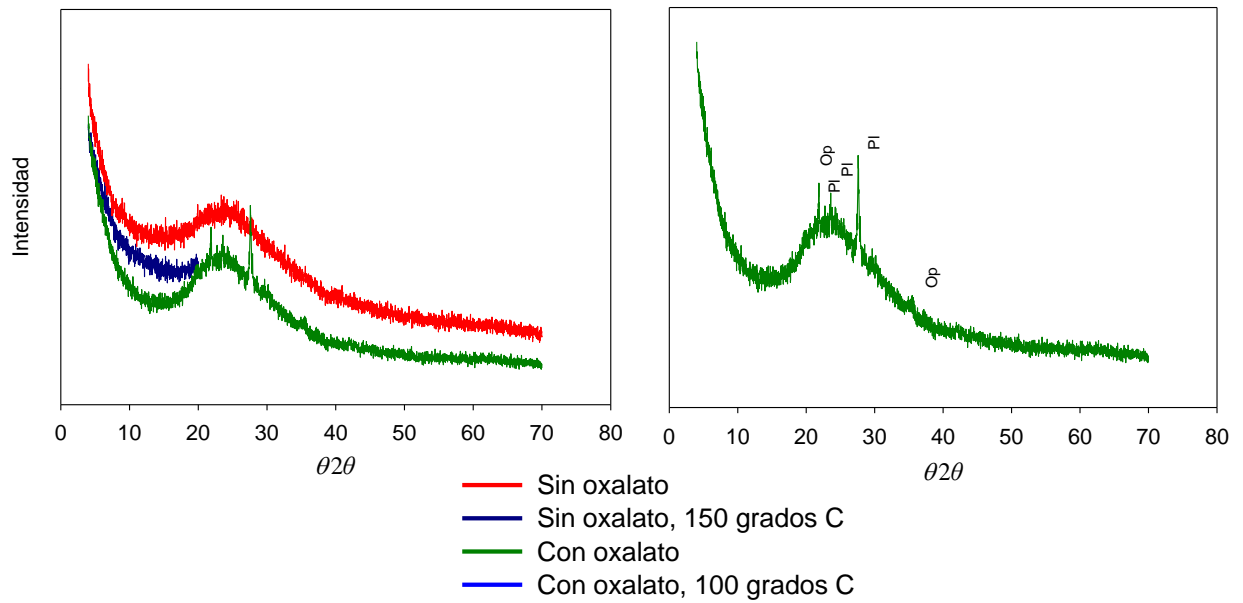 Intensidad
0 10 20 30 40 50 60 70 80
θ2θ
Op
Pl
Pl
Pl
Op
0 10 20 30 40 50 60 70 80
θ2θ
Sin oxalato
Sin oxalato, 150 grados C
Con oxalato
Con oxalato, 100 grados C